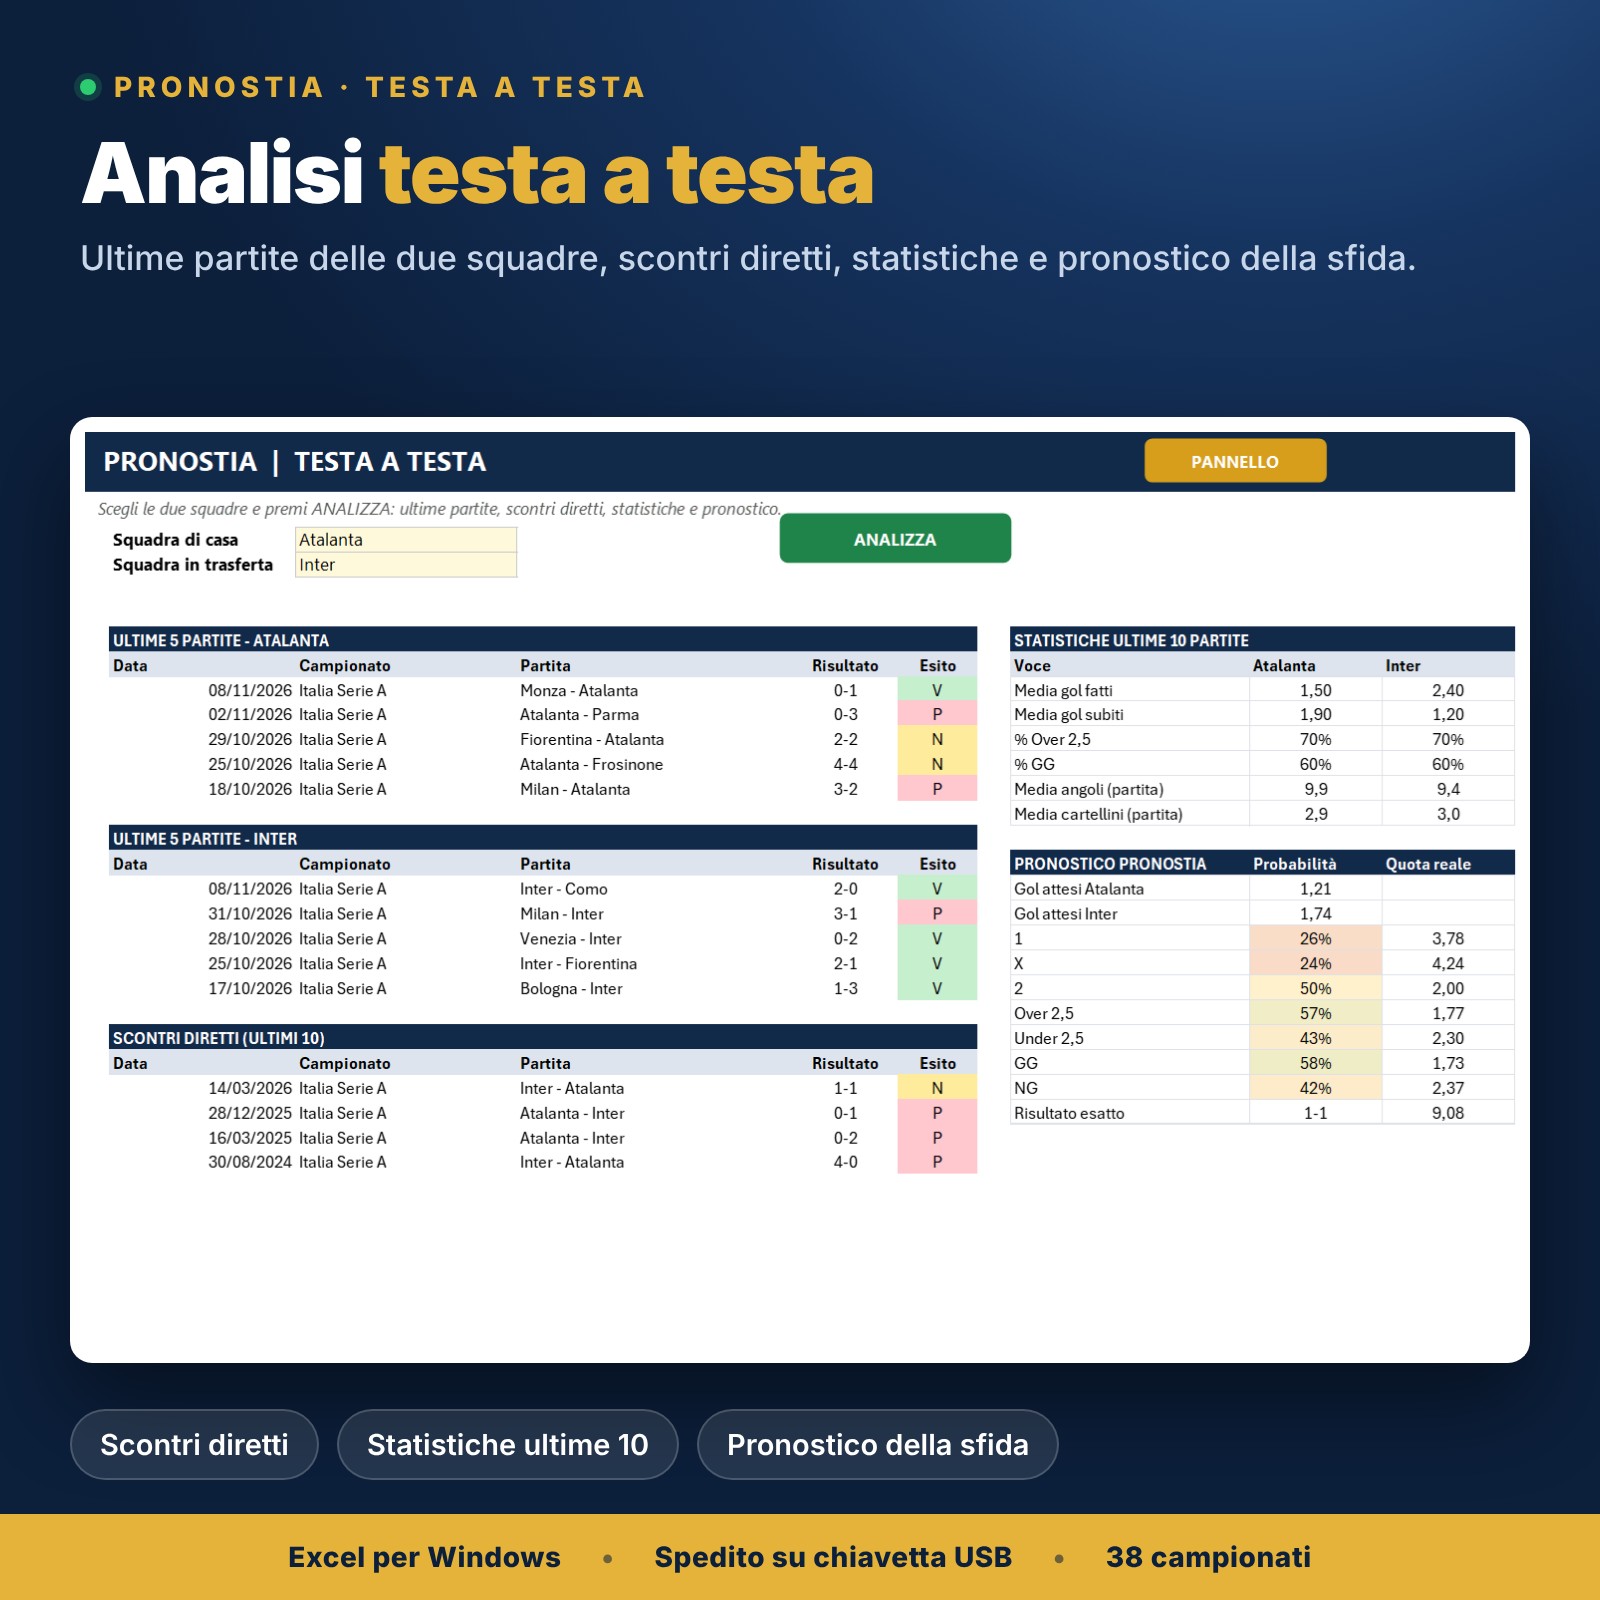 PRONOSTIA · TESTA A TESTA
Analisi testa a testa
Ultime partite delle due squadre, scontri diretti, statistiche e pronostico della sfida.
PRONOSTIA | TESTA A TESTA
PANNELLO
Scegli le due squadre e premi ANALIZZA: ultime partite, scontri diretti, statistiche e pronostico.
ANALIZZA
Squadra di casa Atalanta
Squadra in trasferta Inter
ULTIME 5 PARTITE - ATALANTA
Data Campionato Partita Risultato Esito
08/11/2026 Italia Serie A Monza - Atalanta 0-1 V
02/11/2026 Italia Serie A Atalanta - Parma 0-3 P
29/10/2026 Italia Serie A Fiorentina - Atalanta 2-2 N
25/10/2026 Italia Serie A Atalanta - Frosinone 4-4 N
18/10/2026 Italia Serie A Milan - Atalanta 3-2 P
ULTIME 5 PARTITE - INTER
Data Campionato Partita Risultato Esito
08/11/2026 Italia Serie A Inter - Como 2-0 V
31/10/2026 Italia Serie A Milan - Inter 3-1 P
28/10/2026 Italia Serie A Venezia - Inter 0-2 V
25/10/2026 Italia Serie A Inter - Fiorentina 2-1 V
17/10/2026 Italia Serie A Bologna - Inter 1-3 V
SCONTRI DIRETTI (ULTIMI 10)
Data Campionato Partita Risultato Esito
14/03/2026 Italia Serie A Inter - Atalanta 1-1 N
28/12/2025 Italia Serie A Atalanta - Inter 0-1 P
16/03/2025 Italia Serie A Atalanta - Inter 0-2 P
30/08/2024 Italia Serie A Inter - Atalanta 4-0 P
STATISTICHE ULTIME 10 PARTITE
Voce Atalanta Inter
Media gol fatti 1,50 2,40
Media gol subiti 1,90 1,20
% Over 2,5 70% 70%
% GG 60% 60%
Media angoli (partita) 9,9 9,4
Media cartellini (partita) 2,9 3,0
PRONOSTICO PRONOSTIA Probabilità Quota reale
Gol attesi Atalanta 1,21
Gol attesi Inter 1,74
1 26% 3,78
X 24% 4,24
2 50% 2,00
Over 2,5 57% 1,77
Under 2,5 43% 2,30
GG 58% 1,73
NG 42% 2,37
Risultato esatto 1-1 9,08
Scontri diretti
Statistiche ultime 10
Pronostico della sfida
Excel per Windows • Spedito su chiavetta USB • 38 campionati